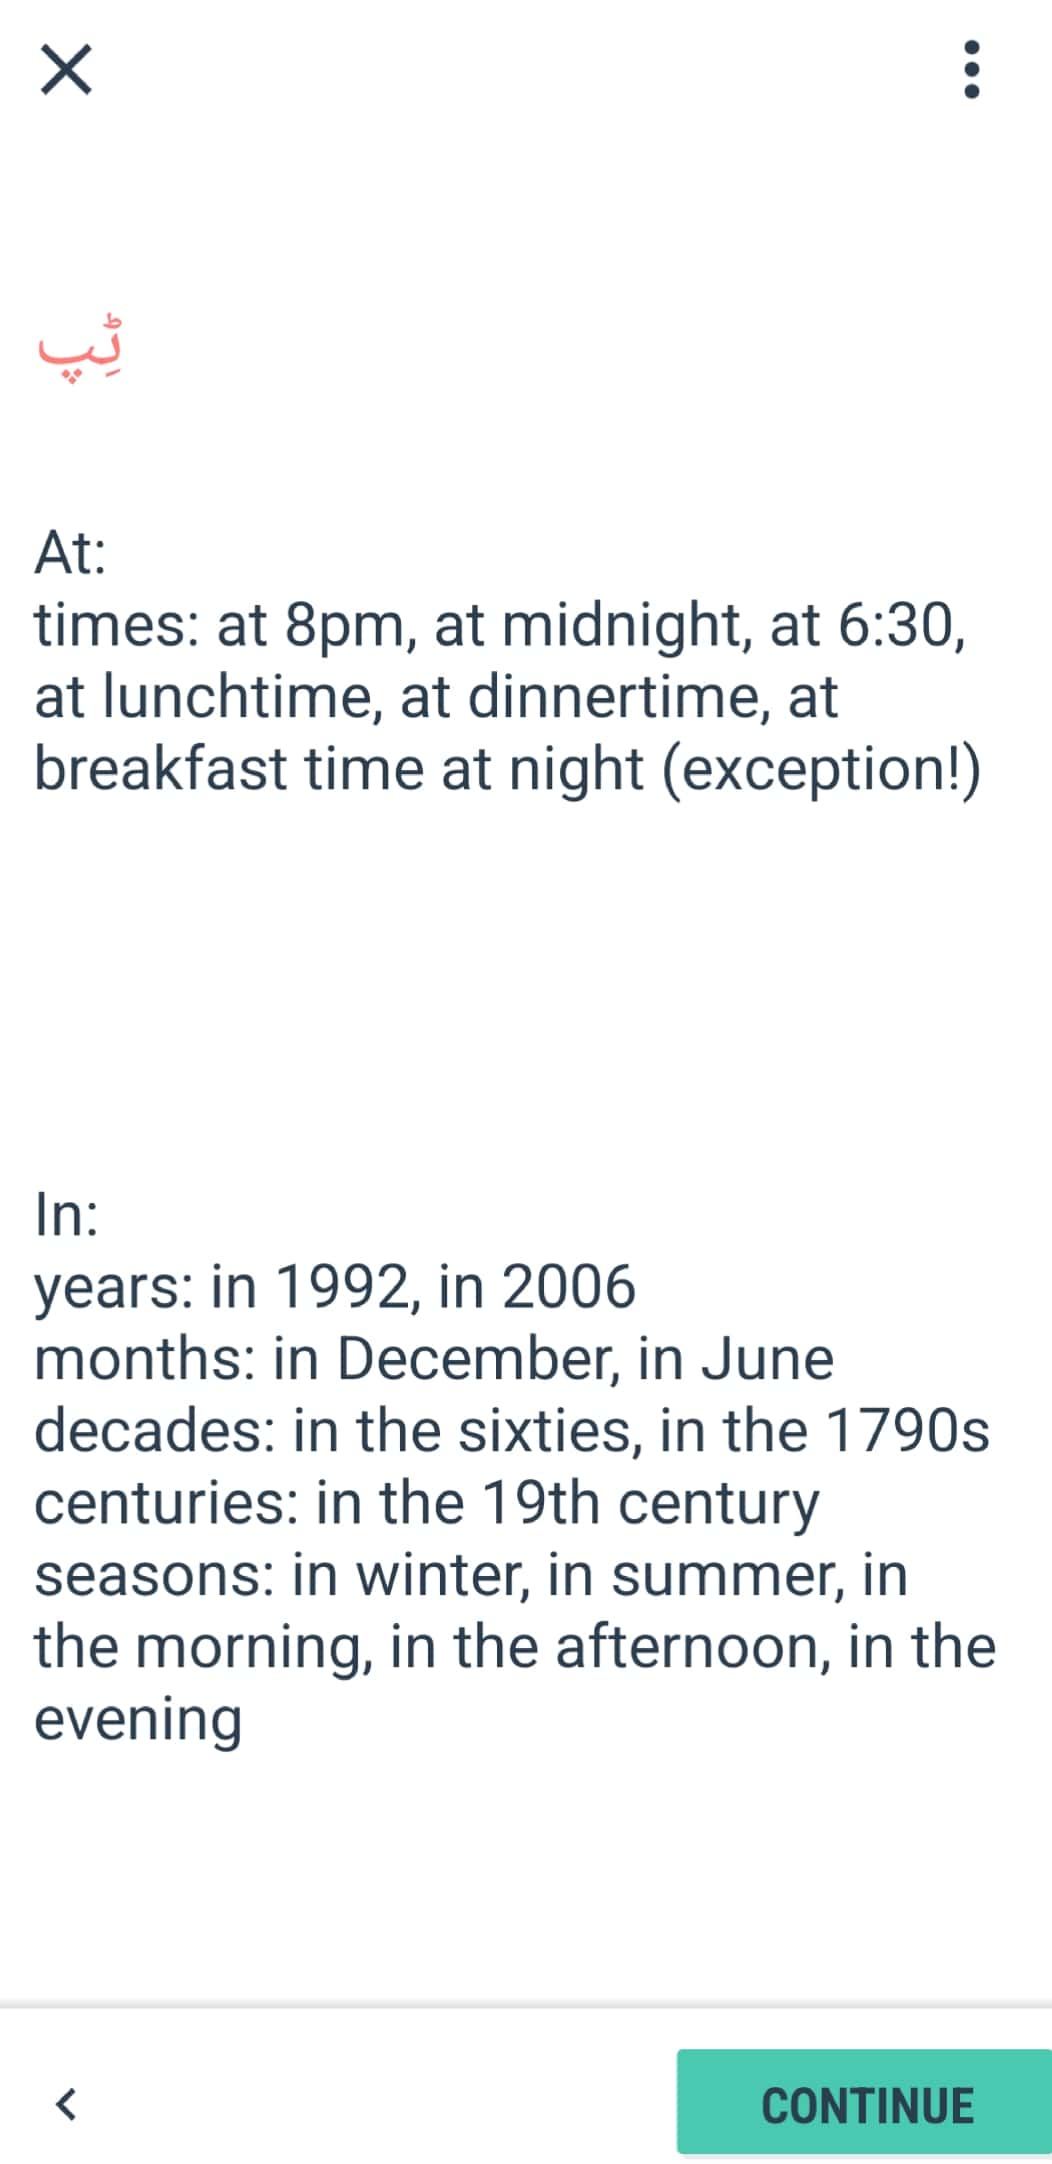 ٹِپ
At:
times: at 8pm, at midnight, at 6:30,
at lunchtime, at dinnertime, at
breakfast time at night (exception!)
In:
years: in 1992, in 2006
months: in December, in June
decades: in the sixties, in the 1790s
centuries: in the 19th century
seasons: in winter, in summer, in
the morning, in the afternoon, in the
evening
CONTINUE